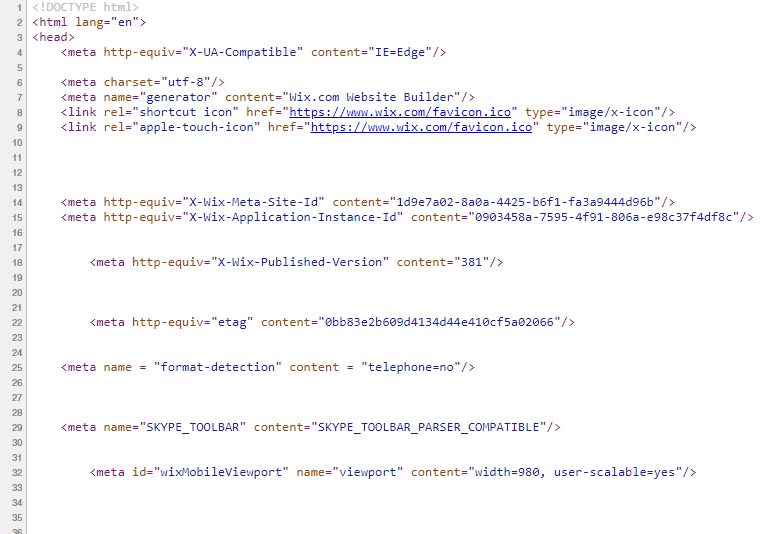 1 <!DOCTYPE html>
2 <html lang="en">
3 <head>
4 <meta http-equiv="X-UA-Compatible" content="IE=Edge"/>
5
6 <meta charset="utf-8"/>
7 <meta name="generator" content="Wix.com Website Builder"/>
8 <link rel="shortcut icon" href="https://www.wix.com/favicon.ico" type="image/x-icon"/>
9 <link rel="apple-touch-icon" href="https://www.wix.com/favicon.ico" type="image/x-icon"/>
10
11
12
13
14 <meta http-equiv="X-Wix-Meta-Site-Id" content="1d9e7a02-8a0a-4425-b6f1-fa3a9444d96b"/>
15 <meta http-equiv="X-Wix-Application-Instance-Id" content="0903458a-7595-4f91-806a-e98c37f4df8c"/>
16
17
18 <meta http-equiv="X-Wix-Published-Version" content="381"/>
19
20
21
22 <meta http-equiv="etag" content="0bb83e2b609d4134d44e410cf5a02066"/>
23
24
25 <meta name = "format-detection" content = "telephone=no"/>
26
27
28
29 <meta name="SKYPE_TOOLBAR" content="SKYPE_TOOLBAR_PARSER_COMPATIBLE"/>
30
31
32 <meta id="wixMobileViewport" name="viewport" content="width=980, user-scalable=yes"/>
33
34
35
36